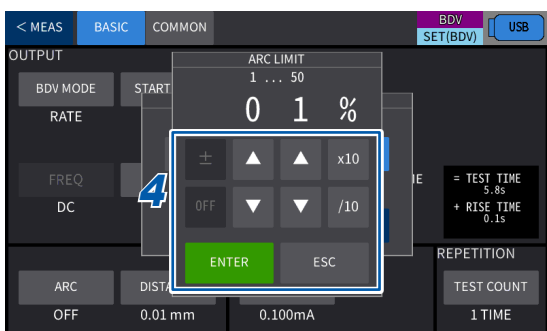 < MEAS BASIC COMMON BDV SET(BDV) USB
OUTPUT
ARC LIMIT
1 ... 50
0 1 %
BDV MODE START
RATE
± ▲ ▲ x10
FREQ
DC
E
= TEST TIME
5.8s
+ RISE TIME
0.1s
4
OFF ▼ ▼ /10
ENTER ESC
REPETITION
ARC DISTA TEST COUNT
OFF 0.01 mm 0.100mA 1 TIME